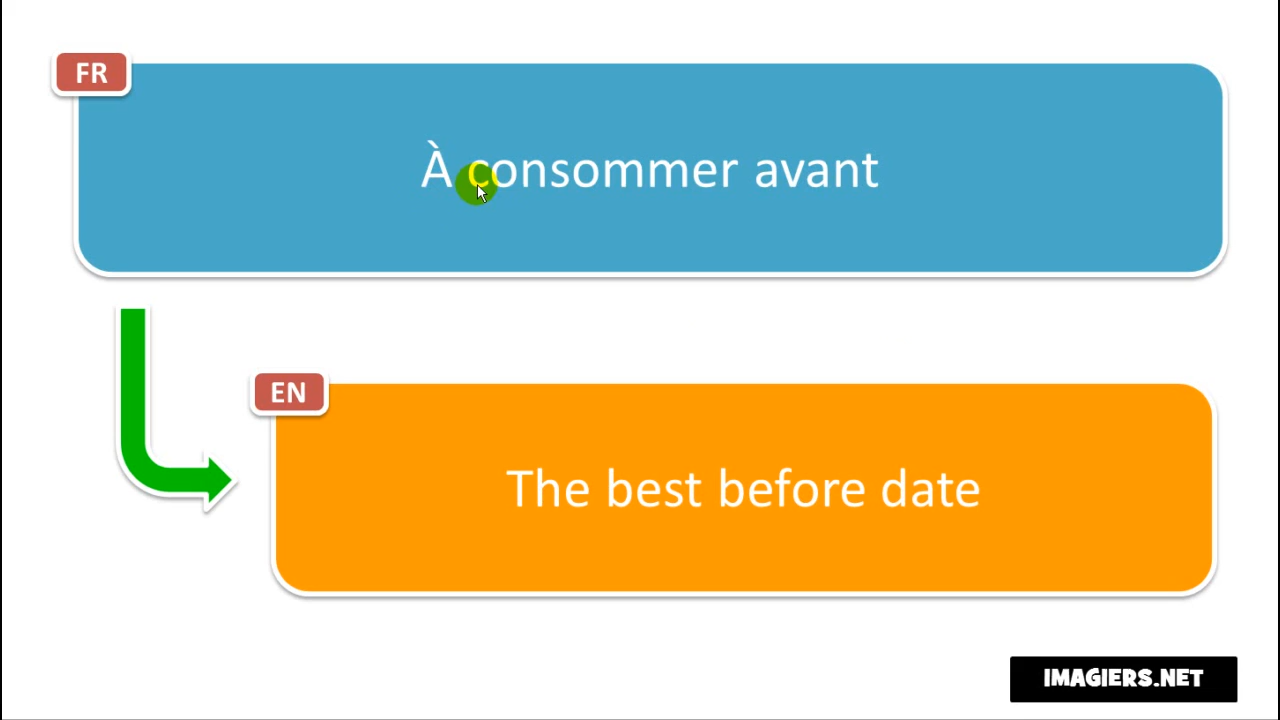 FR
À consommer avant
EN
The best before date
IMAGIERS.NET